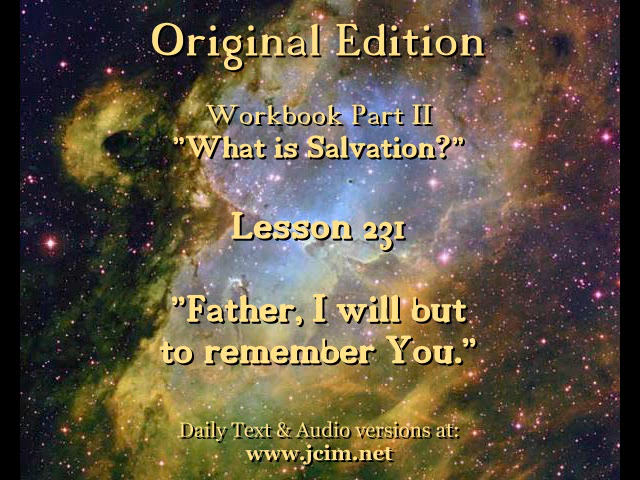 Original Edition
Workbook Part II
"What is Salvation?"
Lesson 231
"Father, I will but
to remember You."
Daily Text & Audio versions at:
www.jcim.net